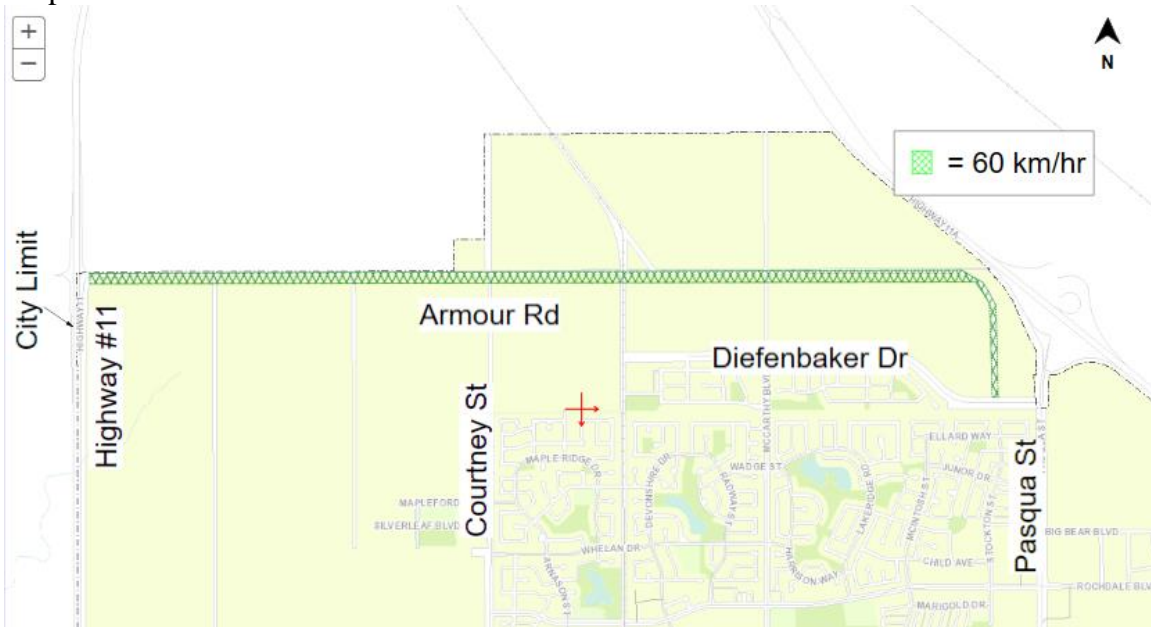 +
−
N
= 60 km/hr
HIGHWAY 11A
City Limit
HIGHWAY 11
Highway #11
Armour Rd
Diefenbaker Dr
MCCARTHY BLVD
Courtney St
Pasqua St
ELLARD WAY
MAPLE RIDGE DR
WADGE ST
JUNOR DR
DEVONSHIRE DR
RADWAY ST
LAKERIDGE RD
MCINTOSH ST
STOCKTON ST
MAPLEFORD
SILVERLEAF BLVD
BIG BEAR BLVD
WHELAN DR
HARRISON WAY
CHILD AVE
ARNASON ST
ROCHDALE BLV
MARIGOLD DR